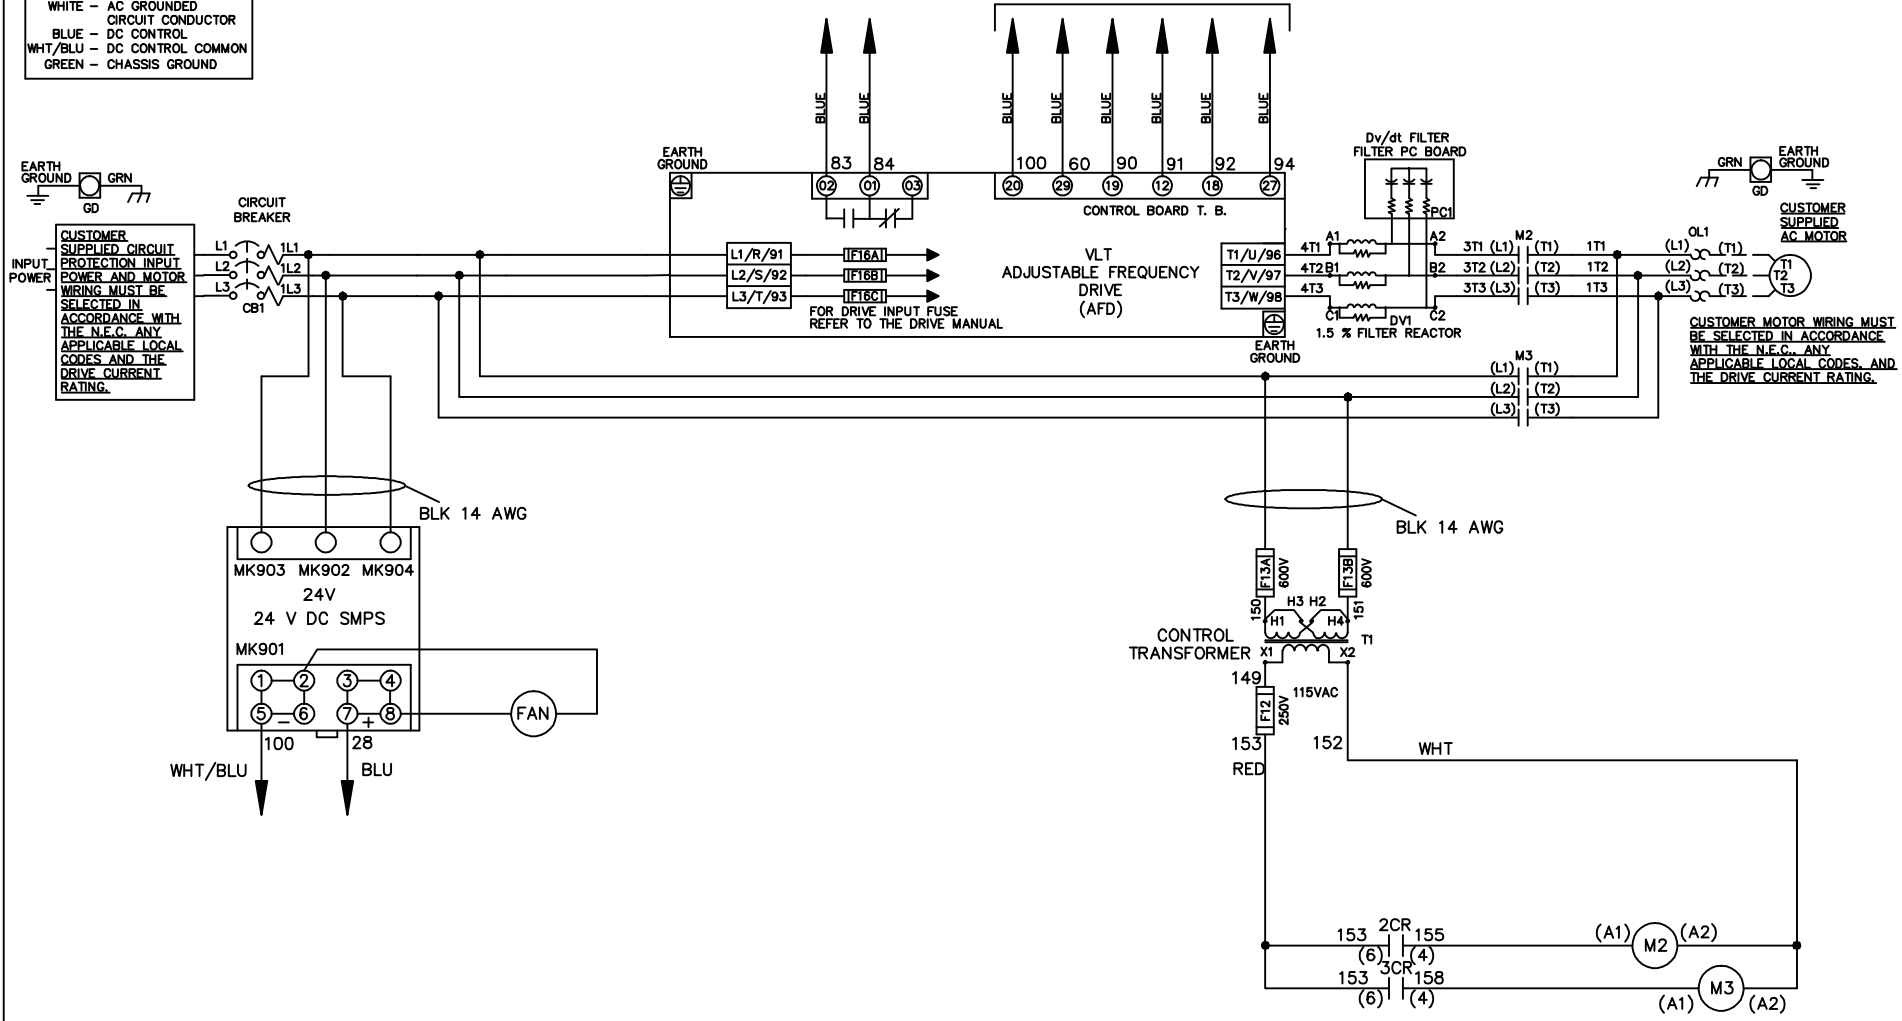 WHITE – AC GROUNDED
CIRCUIT CONDUCTOR
BLUE – DC CONTROL
WHT/BLU – DC CONTROL COMMON
GREEN – CHASSIS GROUND
BLUE
BLUE
BLUE
BLUE
BLUE
BLUE
BLUE
BLUE
83
84
100
60
90
91
92
94
02
01
03
20
29
19
12
18
27
CONTROL BOARD T. B.
EARTH
GROUND
EARTH
GROUND
GRN
GD
CIRCUIT
BREAKER
INPUT
POWER
CUSTOMER
SUPPLIED CIRCUIT
PROTECTION INPUT
POWER AND MOTOR
WIRING MUST BE
SELECTED IN
ACCORDANCE WITH
THE N.E.C. ANY
APPLICABLE LOCAL
CODES AND THE
DRIVE CURRENT
RATING.
L1
L2
L3
1L1
1L2
1L3
CB1
L1/R/91
L2/S/92
L3/T/93
F16A
F16B
F16C
FOR DRIVE INPUT FUSE
REFER TO THE DRIVE MANUAL
VLT
ADJUSTABLE FREQUENCY
DRIVE
(AFD)
T1/U/96
T2/V/97
T3/W/98
EARTH
GROUND
Dv/dt FILTER
FILTER PC BOARD
PC1
4T1
A1
A2
4T2
B1
B2
4T3
C1
C2
DV1
1.5 % FILTER REACTOR
M2
3T1 (L1) (T1) 1T1
3T2 (L2) (T2) 1T2
3T3 (L3) (T3) 1T3
OL1
(L1) (T1)
(L2) (T2)
(L3) (T3)
T1
T2
T3
GRN
EARTH
GROUND
GD
CUSTOMER
SUPPLIED
AC MOTOR
CUSTOMER MOTOR WIRING MUST
BE SELECTED IN ACCORDANCE
WITH THE N.E.C., ANY
APPLICABLE LOCAL CODES, AND
THE DRIVE CURRENT RATING.
M3
(L1) (T1)
(L2) (T2)
(L3) (T3)
BLK 14 AWG
MK903 MK902 MK904
24V
24 V DC SMPS
MK901
1
2
3
4
5
–
6
7
+
8
FAN
100
28
WHT/BLU
BLU
BLK 14 AWG
F13A
600V
F13B
600V
150
151
H3 H2
H1
H4
T1
CONTROL
TRANSFORMER
X1
X2
149
115VAC
F12
250V
153
152
WHT
RED
2CR
153
155
(6)
(4)
(A1)
M2
(A2)
3CR
153
158
(6)
(4)
(A1)
M3
(A2)